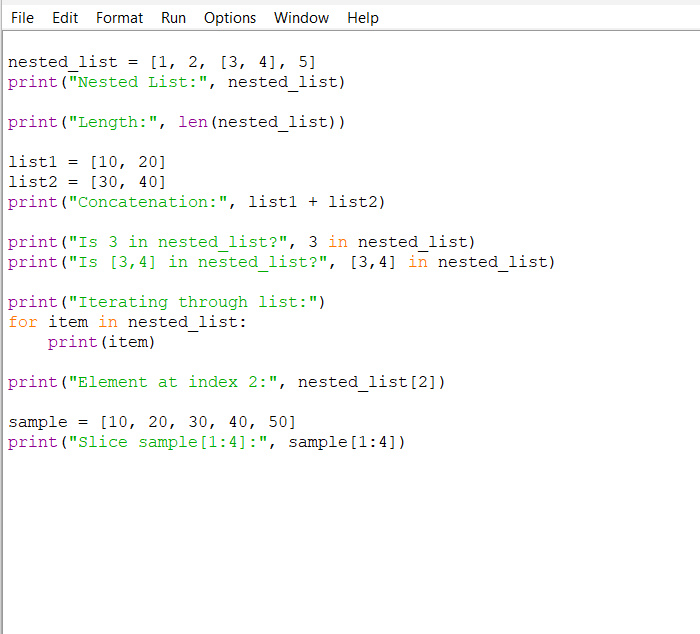 File Edit Format Run Options Window Help
nested_list = [1, 2, [3, 4], 5]
print("Nested List:", nested_list)
print("Length:", len(nested_list))
list1 = [10, 20]
list2 = [30, 40]
print("Concatenation:", list1 + list2)
print("Is 3 in nested_list?", 3 in nested_list)
print("Is [3,4] in nested_list?", [3,4] in nested_list)
print("Iterating through list:")
for item in nested_list:
    print(item)
print("Element at index 2:", nested_list[2])
sample = [10, 20, 30, 40, 50]
print("Slice sample[1:4]:", sample[1:4])